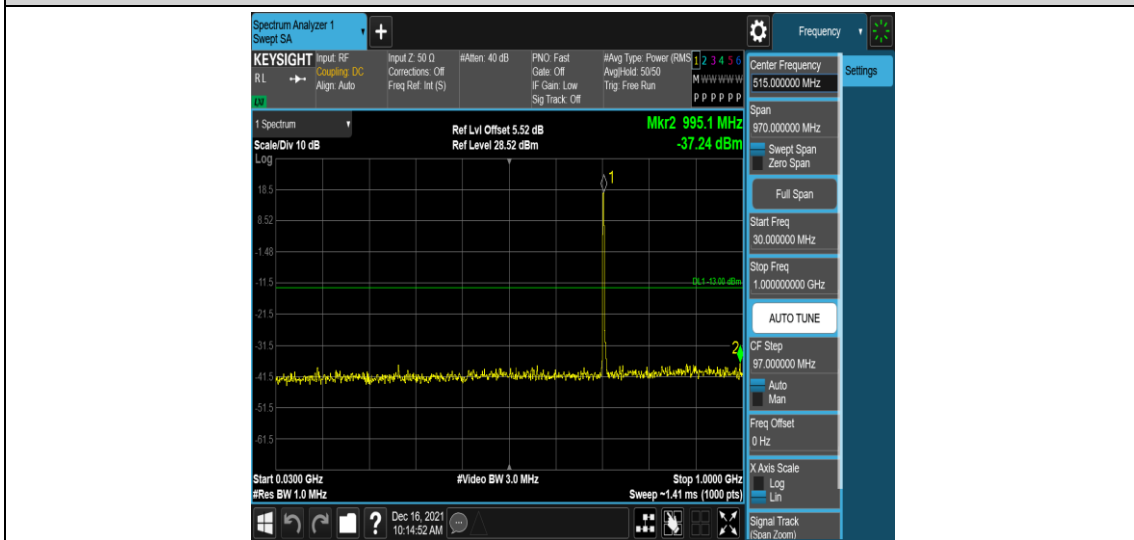 Spectrum Analyzer 1
Swept SA
+
Frequency
KEYSIGHT
RL
LXI
Input: RF
Coupling: DC
Align: Auto
Input Z: 50 Ω
Corrections: Off
Freq Ref: Int (S)
#Atten: 40 dB
PNO: Fast
Gate: Off
IF Gain: Low
Sig Track: Off
#Avg Type: Power (RMS
Avg|Hold: 50/50
Trig: Free Run
1 2 3 4 5 6
M W W W W W
P P P P P P
1 Spectrum
Scale/Div 10 dB
Log
Ref Lvl Offset 5.52 dB
Ref Level 28.52 dBm
Mkr2 995.1 MHz
-37.24 dBm
18.5
8.52
-1.48
-11.5
-21.5
-31.5
-41.5
-51.5
-61.5
1
DL1 -13.00 dBm
2
Start 0.0300 GHz
#Res BW 1.0 MHz
#Video BW 3.0 MHz
Stop 1.0000 GHz
Sweep ~1.41 ms (1000 pts)
?
Dec 16, 2021
10:14:52 AM
Center Frequency
515.000000 MHz
Settings
Span
970.000000 MHz
Swept Span
Zero Span
Full Span
Start Freq
30.000000 MHz
Stop Freq
1.000000000 GHz
AUTO TUNE
CF Step
97.000000 MHz
Auto
Man
Freq Offset
0 Hz
X Axis Scale
Log
Lin
Signal Track
(Span Zoom)